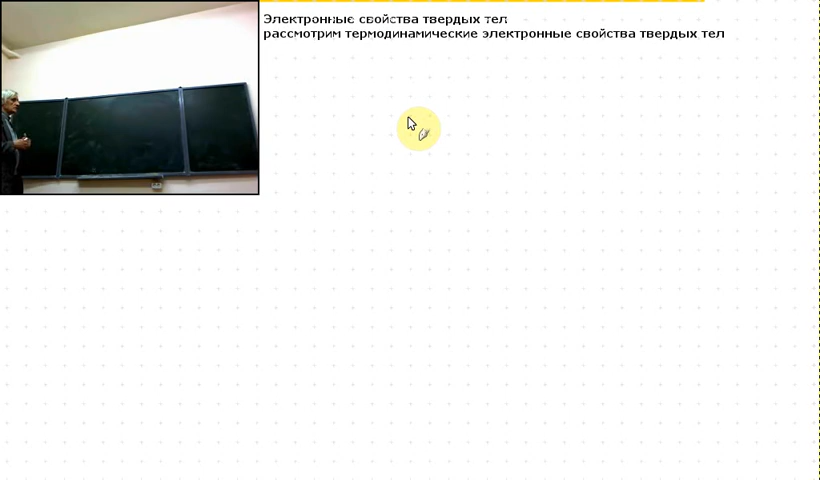 Электронные свойства твердых тел
рассмотрим термодинамические электронные свойства твердых тел